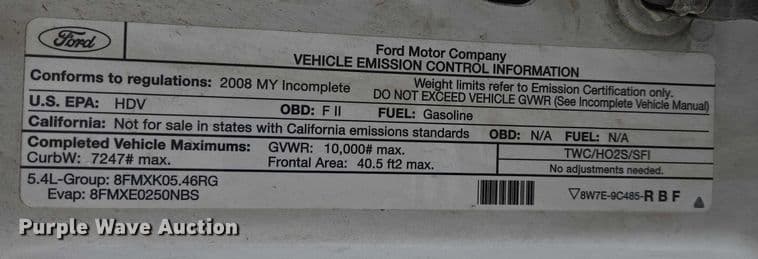 Ford
Ford Motor Company
VEHICLE EMISSION CONTROL INFORMATION
Conforms to regulations: 2008 MY Incomplete
Weight limits refer to Emission Certification only.
DO NOT EXCEED VEHICLE GVWR (See Incomplete Vehicle Manual)
U.S. EPA: HDV OBD: F II FUEL: Gasoline
California: Not for sale in states with California emissions standards OBD: N/A FUEL: N/A
Completed Vehicle Maximums: GVWR: 10,000# max.
CurbW: 7247# max. Frontal Area: 40.5 ft2 max.
TWC/HO2S/SFI
No adjustments needed.
5.4L-Group: 8FMXK05.46RG
Evap: 8FMXE0250NBS
▽8W7E-9C485-RBF
Purple Wave Auction